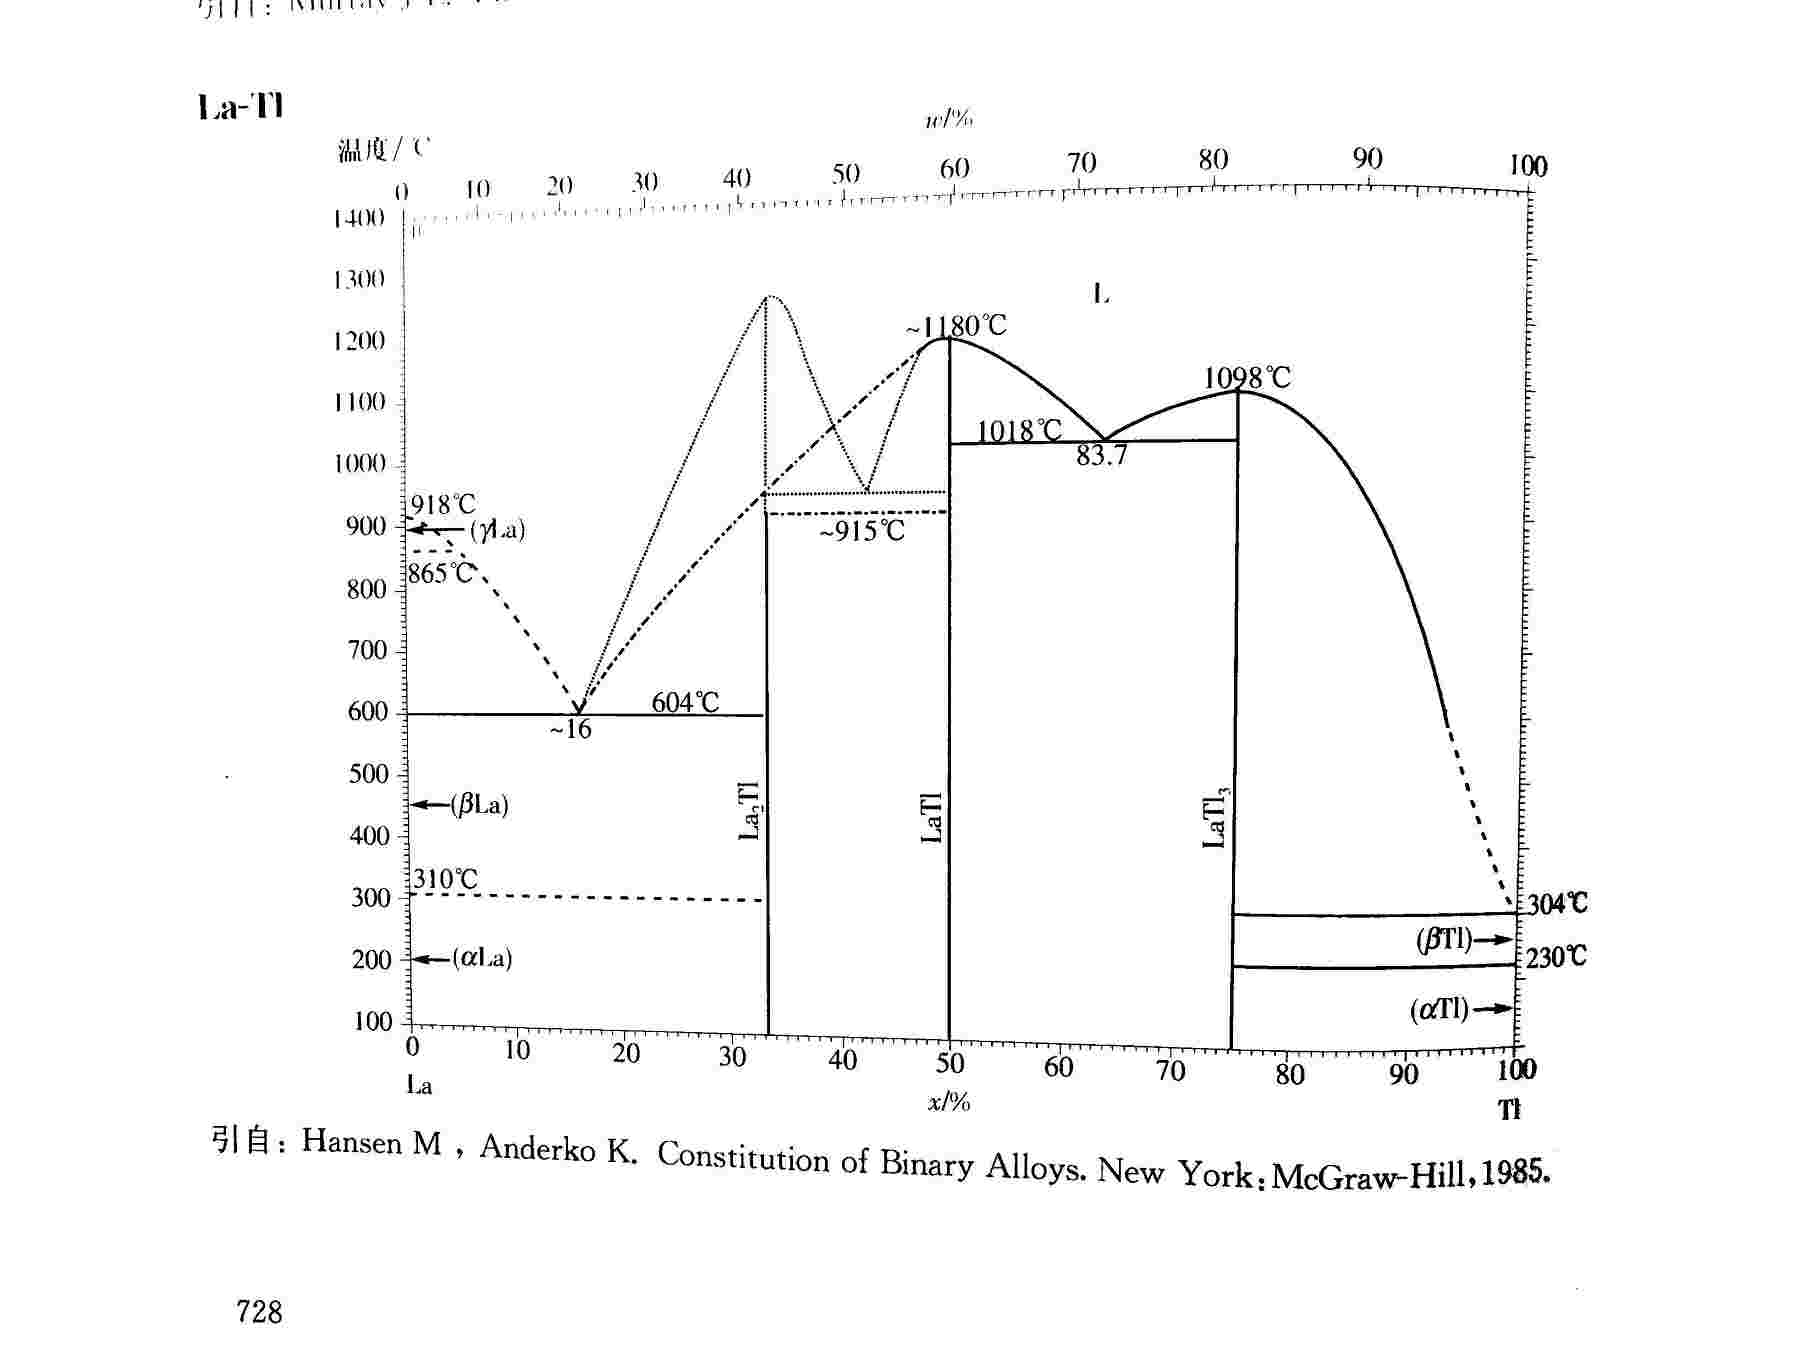 La-Tl
w/%
温度/℃
0 10 20 30 40 50 60 70 80 90 100
1400
1300
L
~1180℃
1200
1098℃
1100
1018℃
83.7
1000
918℃
900
(γLa)
~915℃
865℃
800
700
604℃
600
~16
500
(βLa)
La₂Tl
LaTl
LaTl₃
400
310℃
300
304℃
(βTl)
200
(αLa)
230℃
(αTl)
100
0 10 20 30 40 50 60 70 80 90 100
La
x/%
Tl
引自: Hansen M , Anderko K. Constitution of Binary Alloys. New York: McGraw-Hill, 1985.
728